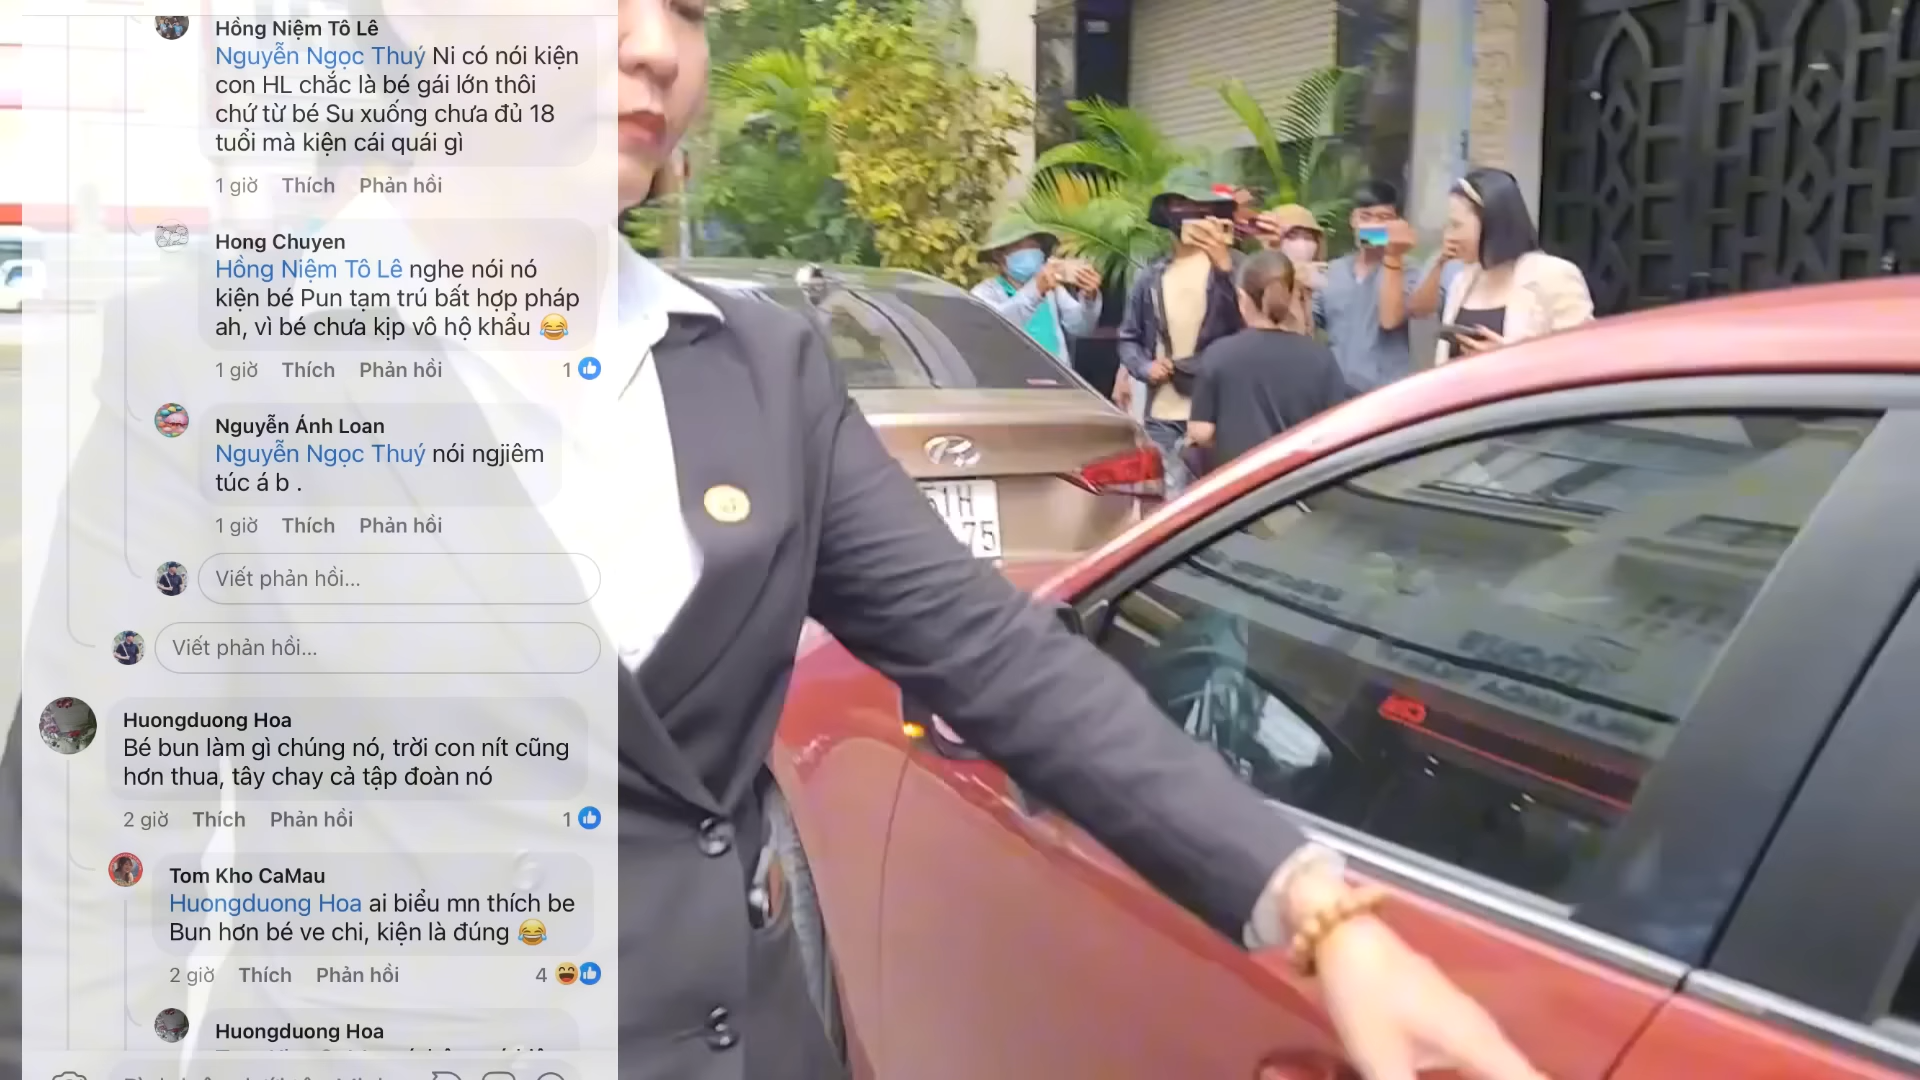 Hồng Niệm Tô Lê
Nguyễn Ngọc Thuý Ni có nói kiện
con HL chắc là bé gái lớn thôi
chứ từ bé Su xuống chưa đủ 18
tuổi mà kiện cái quái gì
1 giờ Thích Phản hồi
Hong Chuyen
Hồng Niệm Tô Lê nghe nói nó
kiện bé Pun tạm trú bất hợp pháp
ah, vì bé chưa kịp vô hộ khẩu 😂
1 giờ Thích Phản hồi 1
Nguyễn Ánh Loan
Nguyễn Ngọc Thuý nói ngjiêm
túc á b .
1 giờ Thích Phản hồi
Viết phản hồi...
Viết phản hồi...
Huongduong Hoa
Bé bun làm gì chúng nó, trời con nít cũng
hơn thua, tây chay cả tập đoàn nó
2 giờ Thích Phản hồi 1
Tom Kho CaMau
Huongduong Hoa ai biểu mn thích be
Bun hơn bé ve chi, kiện là đúng 😂
2 giờ Thích Phản hồi 4
Huongduong Hoa
51H
75